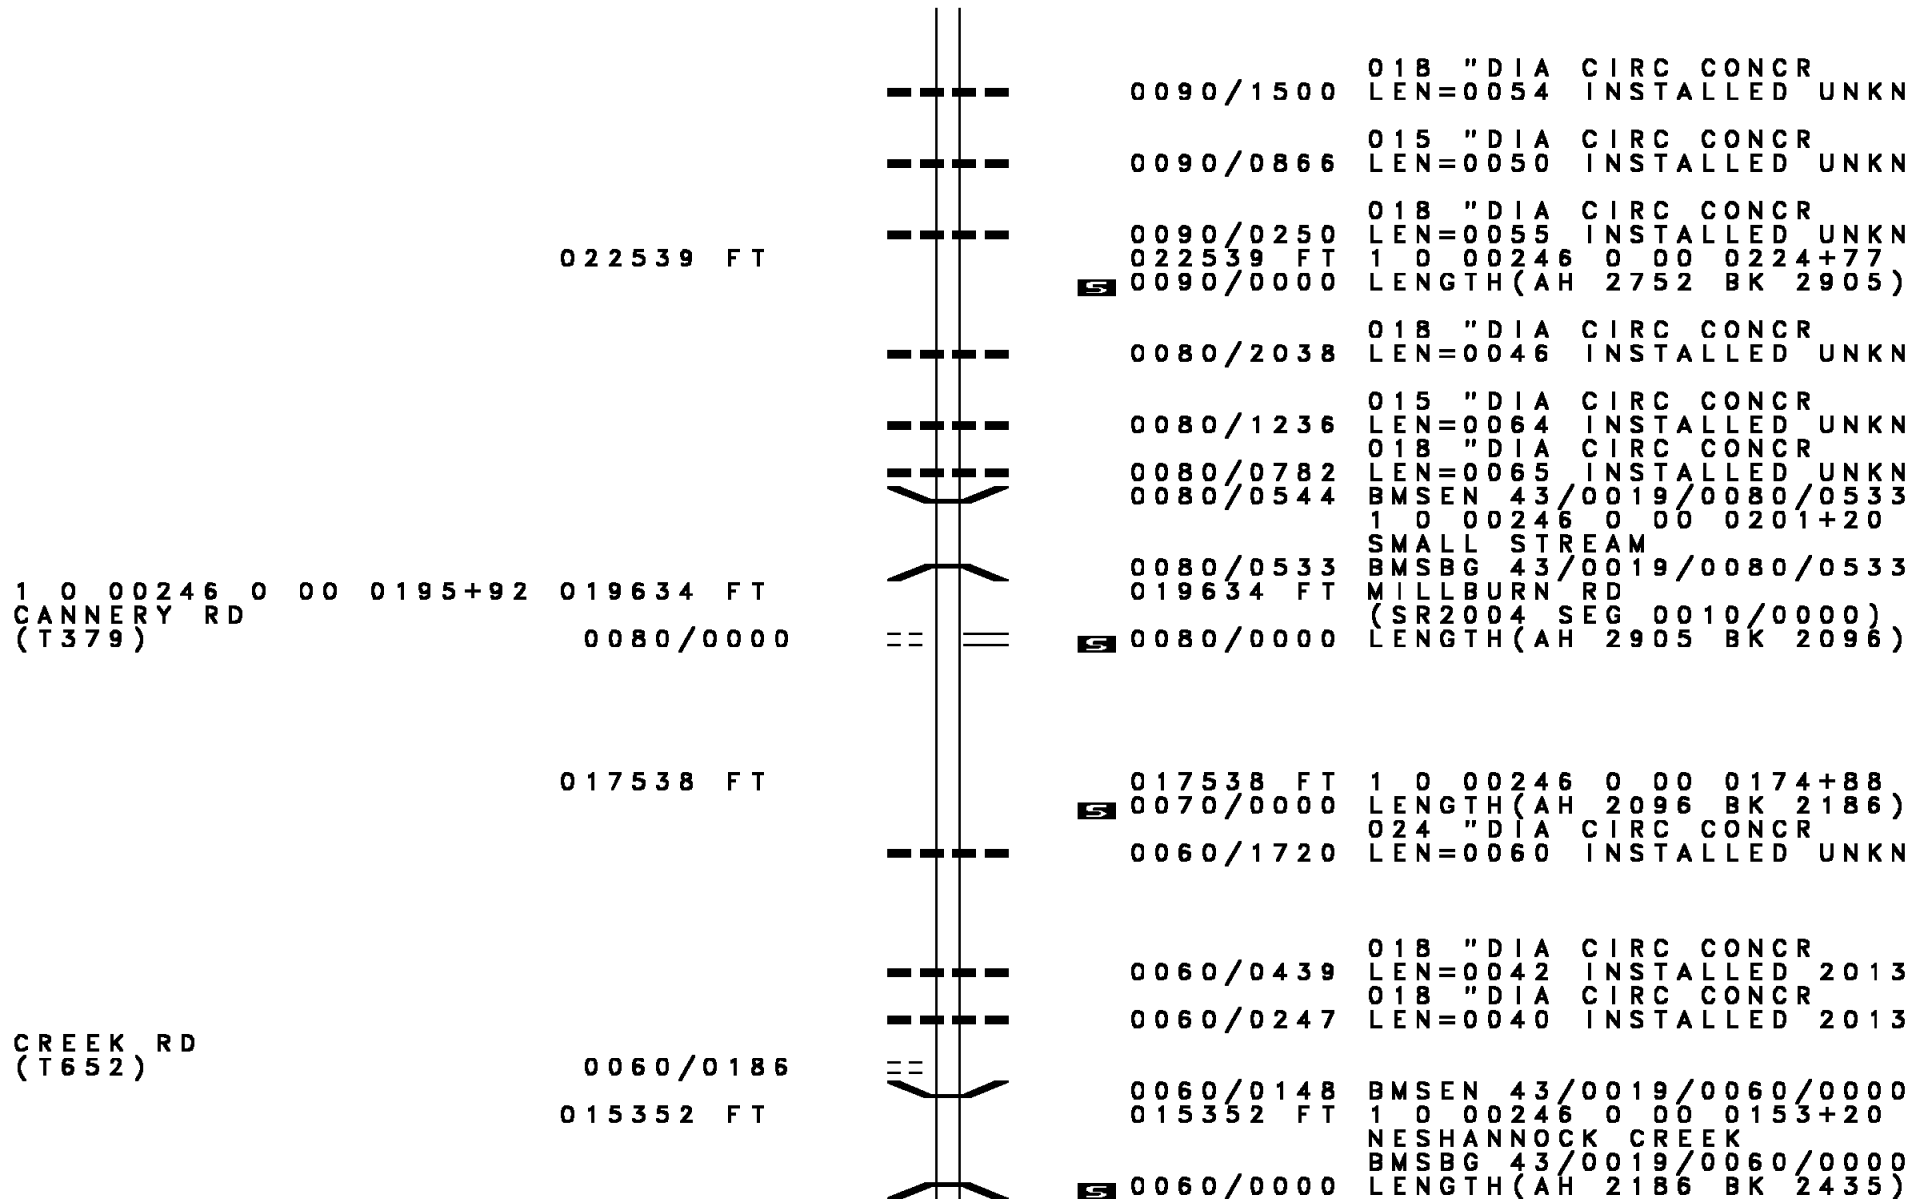 018 "DIA CIRC CONCR
0090/1500 LEN=0054 INSTALLED UNKN
015 "DIA CIRC CONCR
0090/0866 LEN=0050 INSTALLED UNKN
018 "DIA CIRC CONCR
0090/0250 LEN=0055 INSTALLED UNKN
022539 FT 022539 FT 1 0 00246 0 00 0224+77
S 0090/0000 LENGTH(AH 2752 BK 2905)
018 "DIA CIRC CONCR
0080/2038 LEN=0046 INSTALLED UNKN
015 "DIA CIRC CONCR
0080/1236 LEN=0064 INSTALLED UNKN
018 "DIA CIRC CONCR
0080/0782 LEN=0065 INSTALLED UNKN
0080/0544 BMSEN 43/0019/0080/0533
1 0 00246 0 00 0201+20
SMALL STREAM
0080/0533 BMSBG 43/0019/0080/0533
1 0 00246 0 00 0195+92 019634 FT 019634 FT MILLBURN RD
CANNERY RD (SR2004 SEG 0010/0000)
(T379) 0080/0000 S 0080/0000 LENGTH(AH 2905 BK 2096)
017538 FT 017538 FT 1 0 00246 0 00 0174+88
S 0070/0000 LENGTH(AH 2096 BK 2186)
024 "DIA CIRC CONCR
0060/1720 LEN=0060 INSTALLED UNKN
018 "DIA CIRC CONCR
0060/0439 LEN=0042 INSTALLED 2013
018 "DIA CIRC CONCR
0060/0247 LEN=0040 INSTALLED 2013
CREEK RD
(T652) 0060/0186
0060/0148 BMSEN 43/0019/0060/0000
015352 FT 015352 FT 1 0 00246 0 00 0153+20
NESHANNOCK CREEK
BMSBG 43/0019/0060/0000
S 0060/0000 LENGTH(AH 2186 BK 2435)